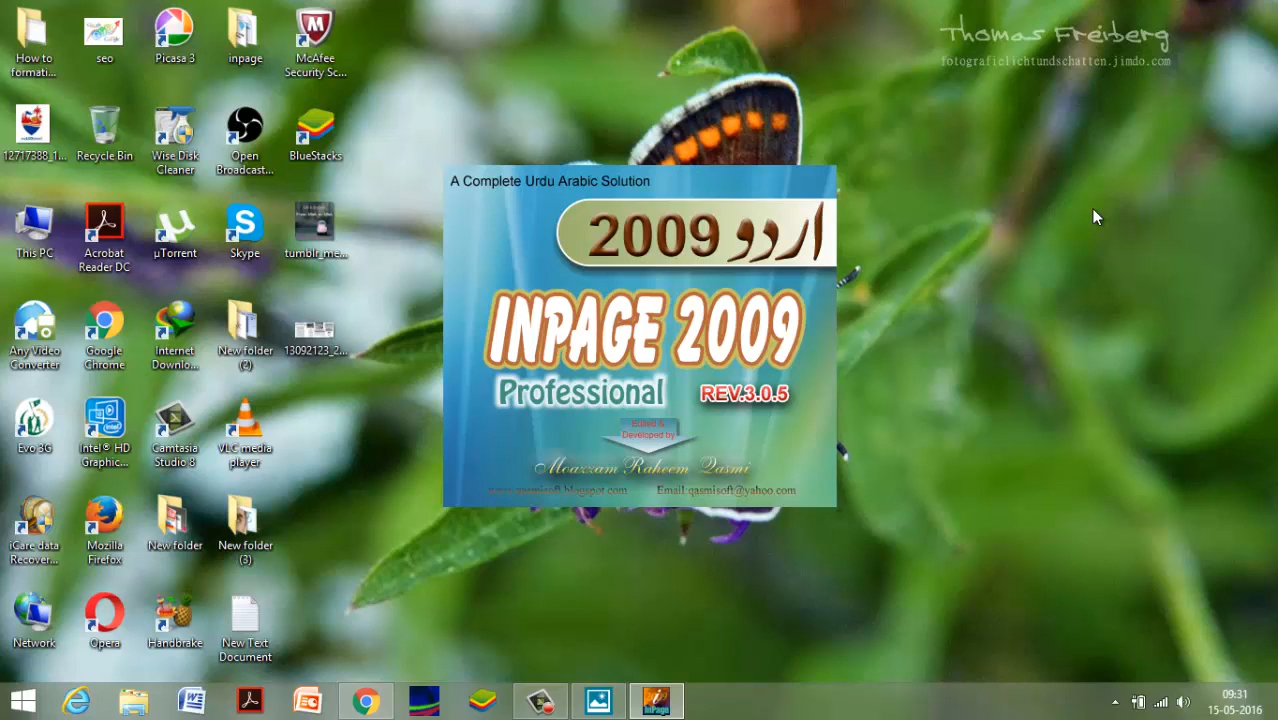 How to
formati...
seo
Picasa 3
inpage
McAfee
Security Sc...
12717388_1...
Recycle Bin
Wise Disk
Cleaner
Open
Broadcast...
BlueStacks
This PC
Acrobat
Reader DC
µTorrent
Skype
tumblr_me...
Any Video
Converter
Google
Chrome
Internet
Downlo...
New folder
(2)
13092123_2...
Evo 3G
Intel® HD
Graphic...
Camtasia
Studio 8
VLC media
player
iCare data
Recover...
Mozilla
Firefox
New folder
New folder
(3)
Network
Opera
Handbrake
New Text
Document
Thomas Freiberg
fotografielichtundschatten.jimdo.com
A Complete Urdu Arabic Solution
اردو 2009
INPAGE 2009
Professional REV.3.0.5
Edited &
Developed by
Moazzam Raheem Qasmi
www.qasmisoft.blogspot.com Email:qasmisoft@yahoo.com
InPage
09:31
15-05-2016